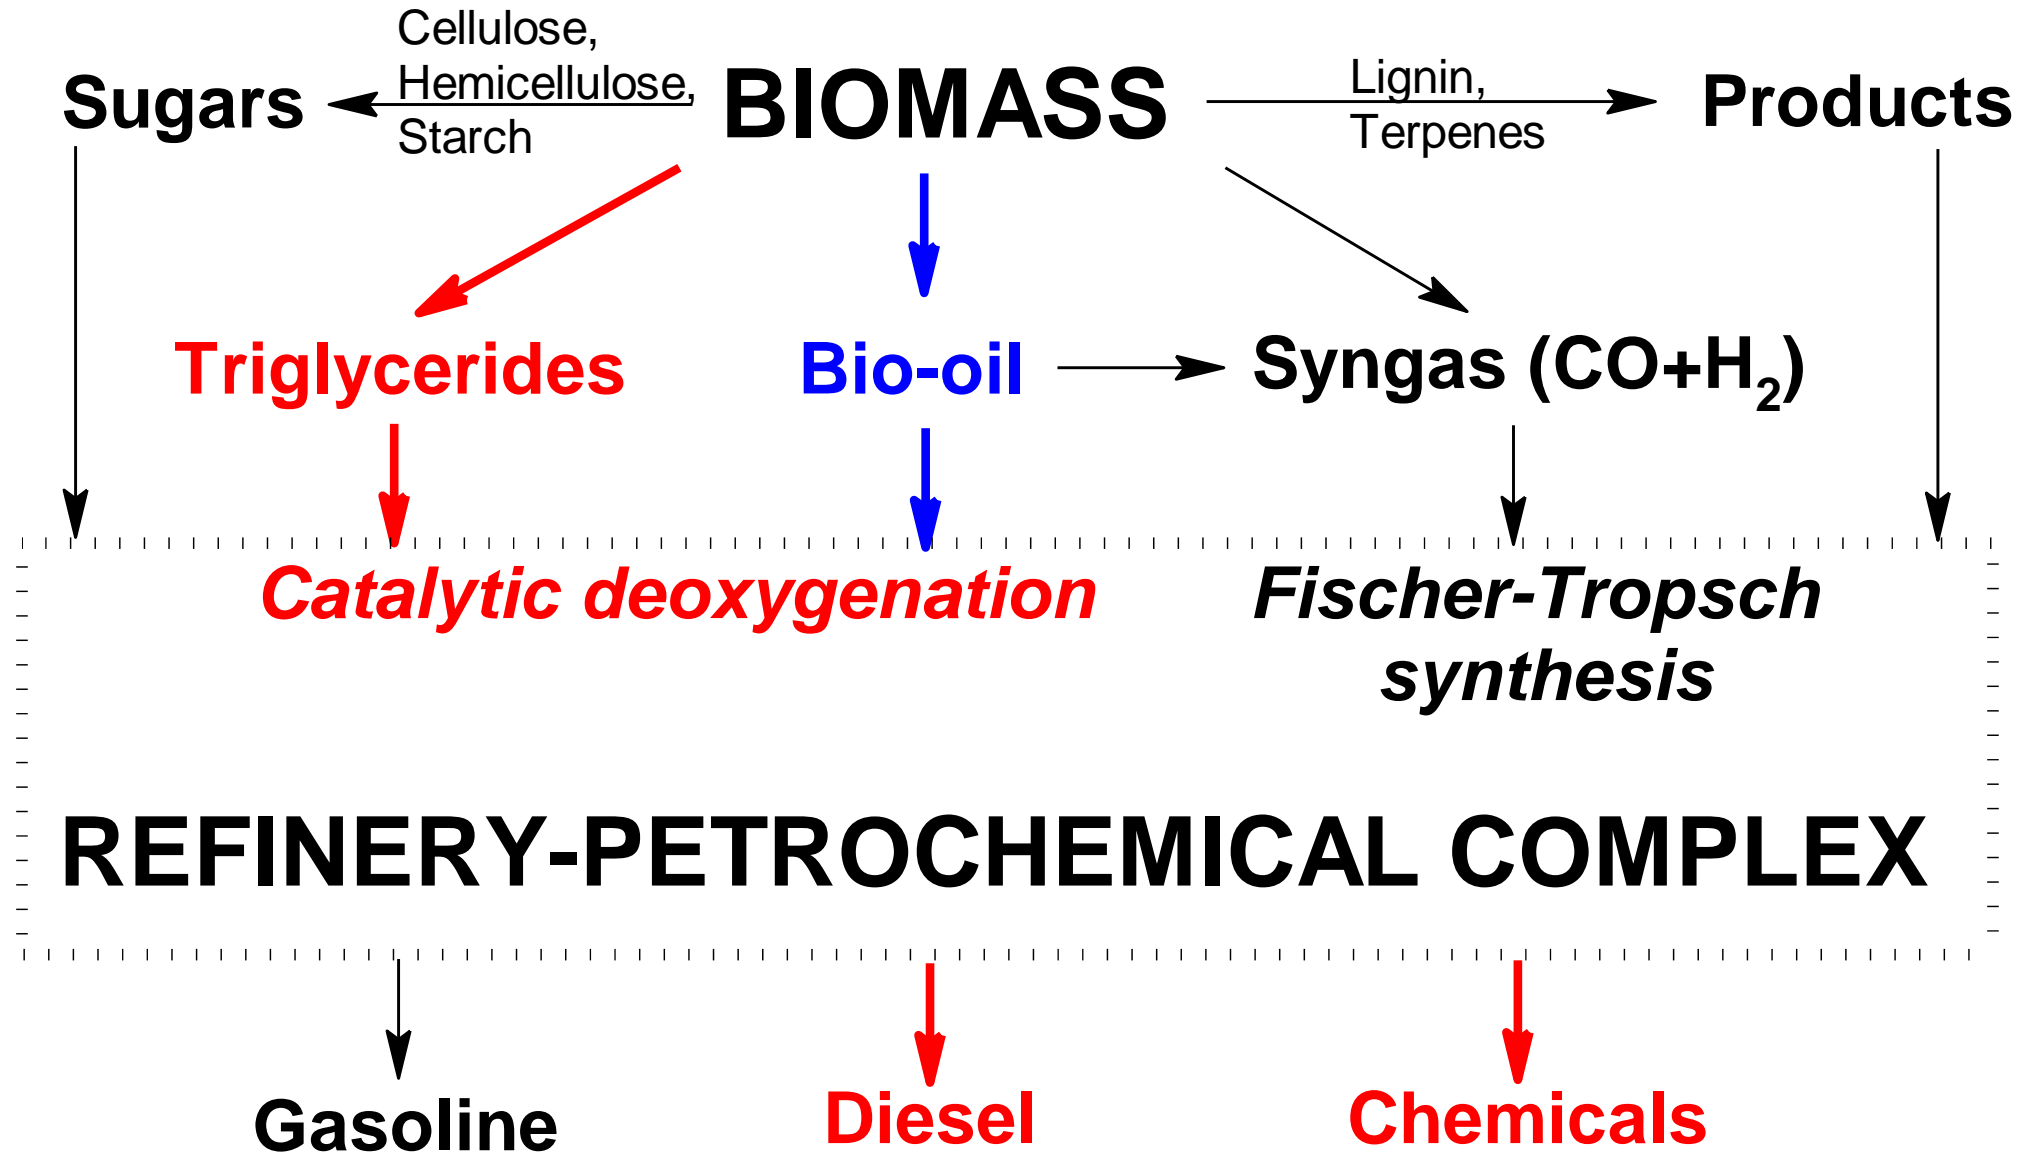 Cellulose,
Hemicellulose,
Starch
Sugars
BIOMASS
Lignin,
Terpenes
Products
Triglycerides
Bio-oil
Syngas (CO+H₂)
Catalytic deoxygenation
Fischer-Tropsch
synthesis
REFINERY-PETROCHEMICAL COMPLEX
Gasoline
Diesel
Chemicals